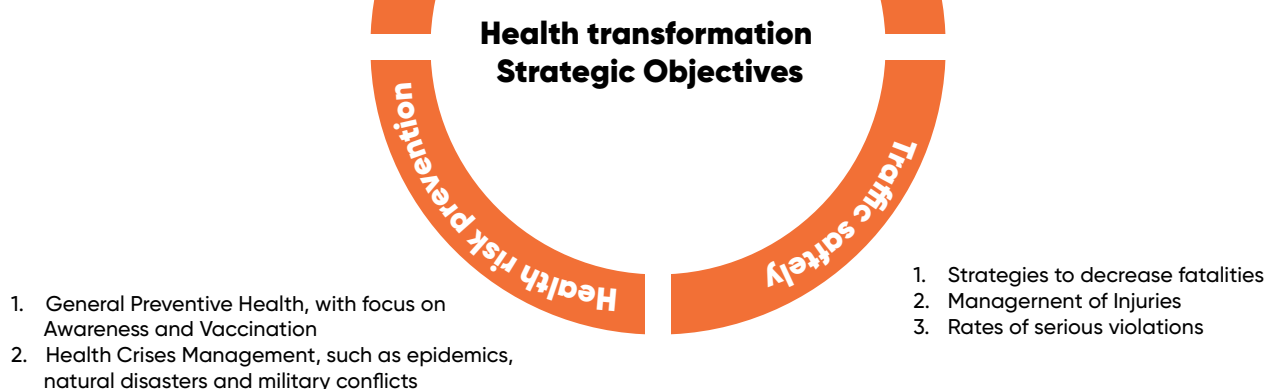 Health transformation
Strategic Objectives
Health risk prevention
Traffic saftely
1. General Preventive Health, with focus on
Awareness and Vaccination
2. Health Crises Management, such as epidemics,
natural disasters and military conflicts
1. Strategies to decrease fatalities
2. Managernent of Injuries
3. Rates of serious violations